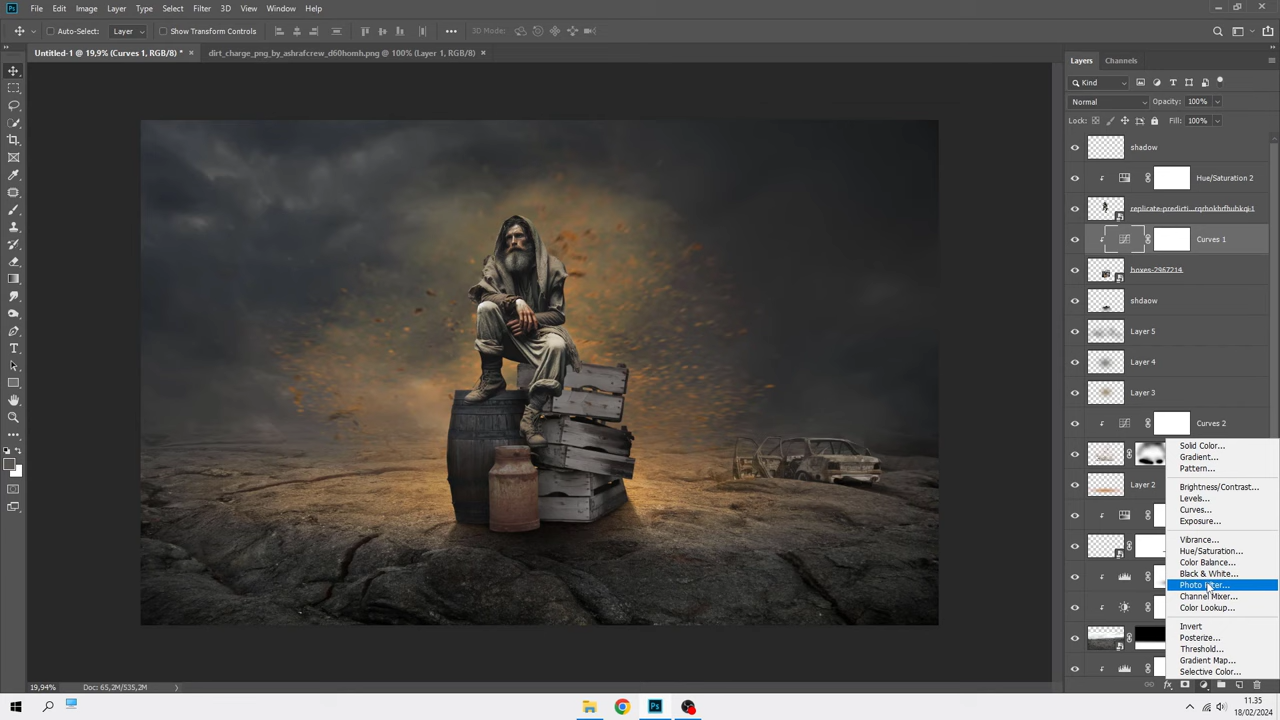 File Edit Image Layer Type Select Filter 3D View Window Help
Auto-Select: Layer Show Transform Controls 3D Mode:
Untitled-1 @ 19,9% (Curves 1, RGB/8) * dirt_charge_png_by_ashrafcrew_d60homh.png @ 100% (Layer 1, RGB/8)
Layers Channels
Kind
Normal Opacity: 100%
Lock: Fill: 100%
shadow
Hue/Saturation 2
Curves 1
boxes-2967214
shdaow
Layer 5
Layer 4
Layer 3
Curves 2
Layer 2
Solid Color...
Gradient...
Pattern...
Brightness/Contrast...
Levels...
Curves...
Exposure...
Vibrance...
Hue/Saturation...
Color Balance...
Black & White...
Photo Filter...
Channel Mixer...
Color Lookup...
Invert
Posterize...
Threshold...
Gradient Map...
Selective Color...
19,94% Doc: 65,2M/535,2M
11.35
18/02/2024